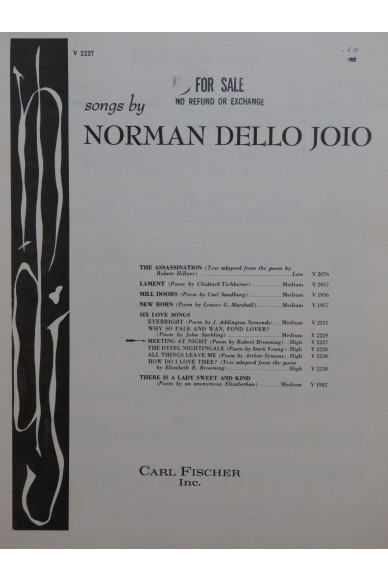 V 2227
.10
FOR SALE
NO REFUND OR EXCHANGE
songs by
NORMAN DELLO JOIO
THE ASSASSINATION (Text adapted from the poem by
Robert Hillyer) Low V 2076
LAMENT (Poem by Chidiock Tichborne) Medium V 2057
MILL DOORS (Poem by Carl Sandburg) Medium V 1956
NEW BORN (Poem by Lenore G. Marshall) Medium V 1957
SIX LOVE SONGS
EYEBRIGHT (Poem by J. Addington Symonds) Medium V 2231
WHY SO PALE AND WAN, FOND LOVER?
(Poem by John Suckling) Medium V 2229
MEETING AT NIGHT (Poem by Robert Browning) High V 2227
THE DYING NIGHTINGALE (Poem by Stark Young) High V 2228
ALL THINGS LEAVE ME (Poem by Arthur Symons) High V 2238
HOW DO I LOVE THEE? (Text adapted from the poem
by Elizabeth B. Browning) High V 2230
THERE IS A LADY SWEET AND KIND
(Poem by an anonymous Elizabethan) Medium V 1982
CARL FISCHER
Inc.